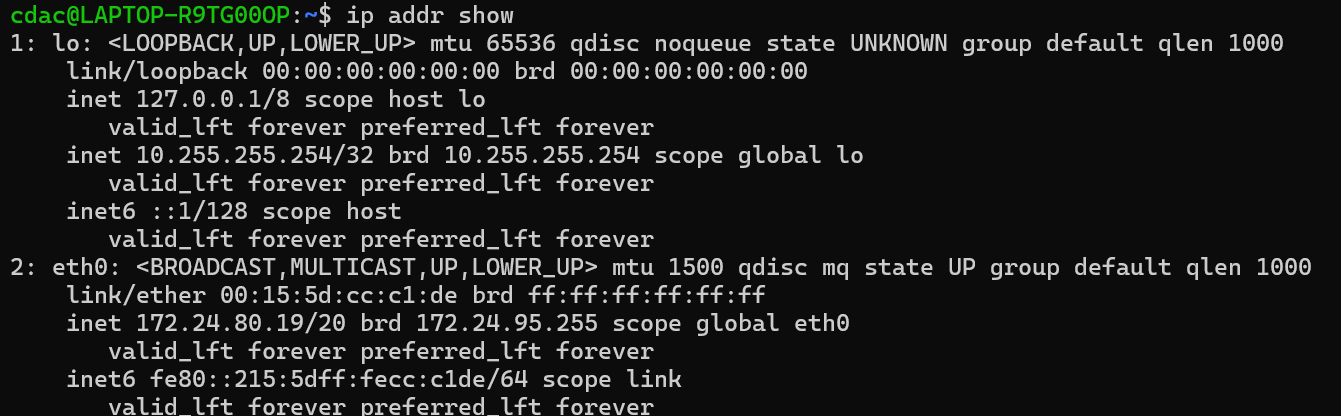 cdac@LAPTOP-R9TG00OP:~$ ip addr show
1: lo: <LOOPBACK,UP,LOWER_UP> mtu 65536 qdisc noqueue state UNKNOWN group default qlen 1000
    link/loopback 00:00:00:00:00:00 brd 00:00:00:00:00:00
    inet 127.0.0.1/8 scope host lo
       valid_lft forever preferred_lft forever
    inet 10.255.255.254/32 brd 10.255.255.254 scope global lo
       valid_lft forever preferred_lft forever
    inet6 ::1/128 scope host
       valid_lft forever preferred_lft forever
2: eth0: <BROADCAST,MULTICAST,UP,LOWER_UP> mtu 1500 qdisc mq state UP group default qlen 1000
    link/ether 00:15:5d:cc:c1:de brd ff:ff:ff:ff:ff:ff
    inet 172.24.80.19/20 brd 172.24.95.255 scope global eth0
       valid_lft forever preferred_lft forever
    inet6 fe80::215:5dff:fecc:c1de/64 scope link
       valid_lft forever preferred_lft forever